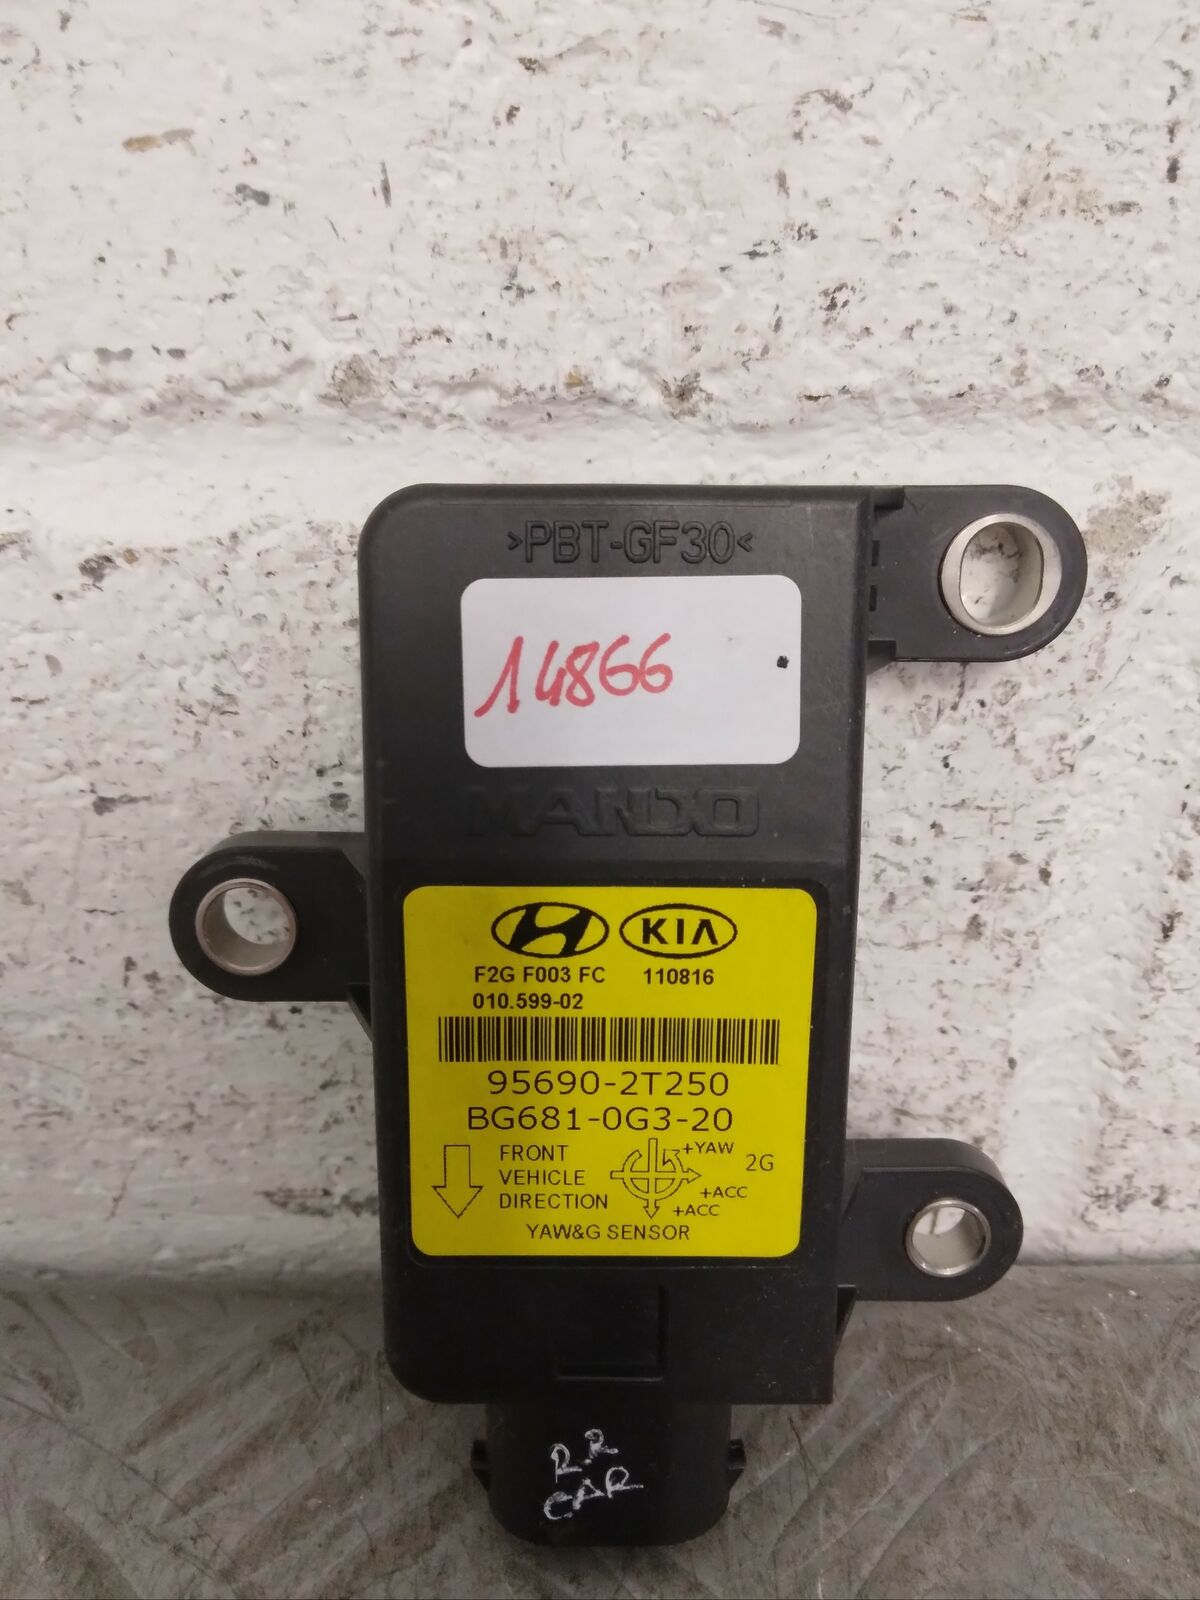 >PBT-GF30<
14866
MANDO
KIA
F2G F003 FC 110816
010.599-02
95690-2T250
BG681-0G3-20
FRONT
VEHICLE
DIRECTION
+YAW
2G
+ACC
+ACC
YAW&G SENSOR
R.R
CAR